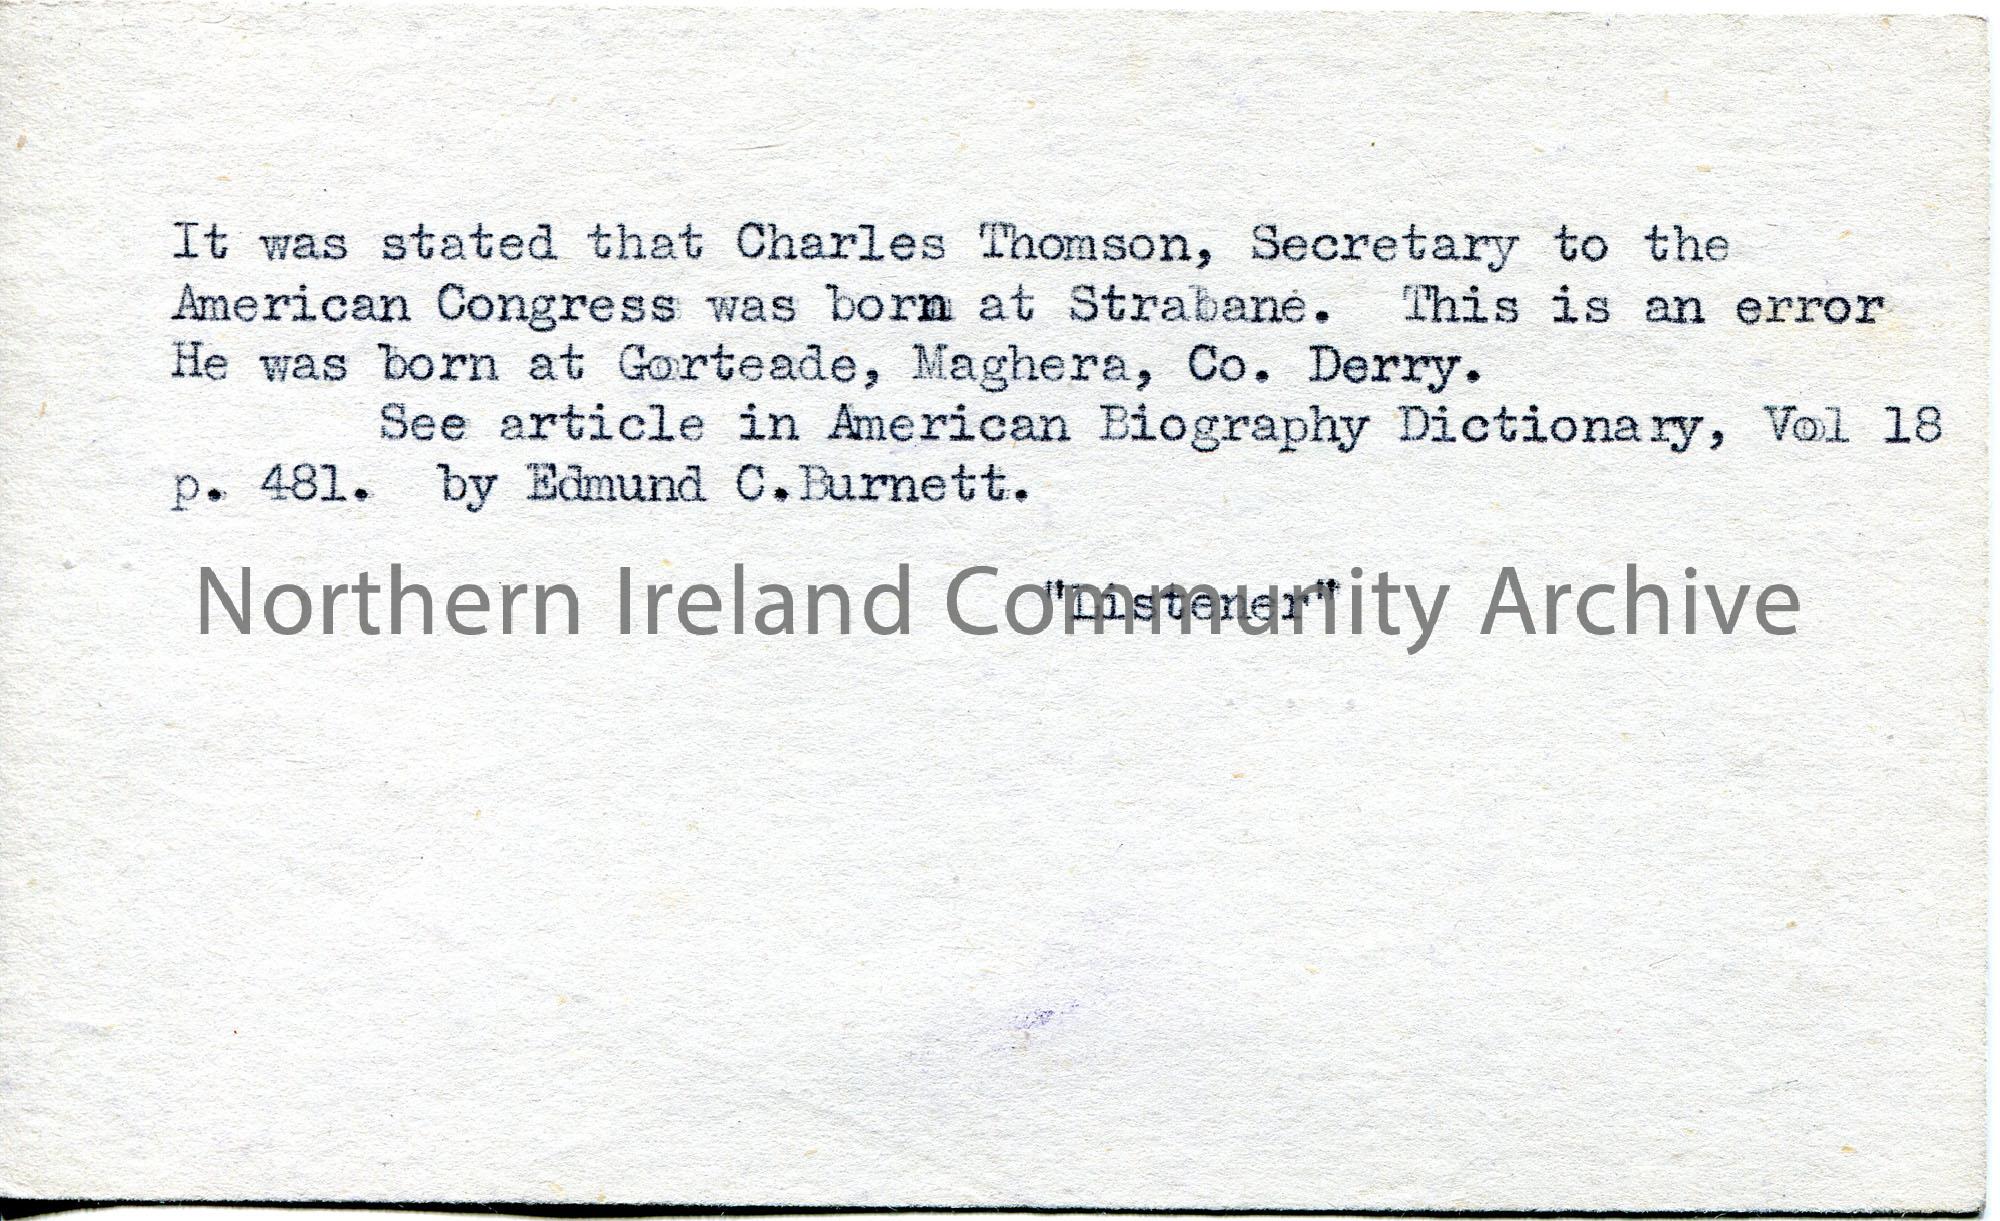 It was stated that Charles Thomson, Secretary to the
American Congress was born at Strabane. This is an error
He was born at Gorteade, Maghera, Co. Derry.
See article in American Biography Dictionary, Vol 18
p. 481. by Edmund C.Burnett.
"Listener"
Northern Ireland Community Archive